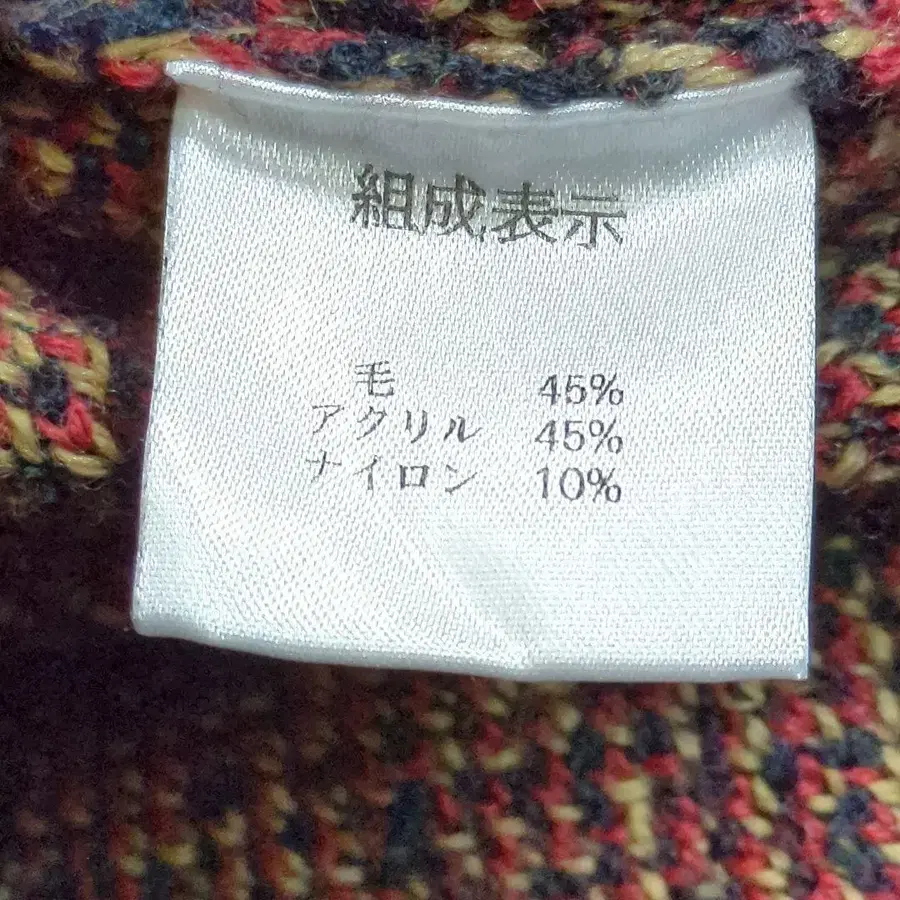 組成表示
毛 45%
アクリル 45%
ナイロン 10%